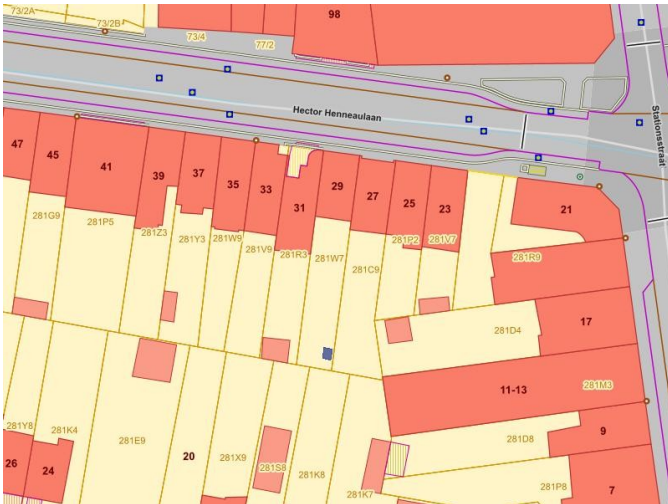 73/2A
73/2B
98
73/4
77/2
Hector Henneaulaan
Stationsstraat
47
45
41
39
37
35
33
31
29
27
25
23
21
281G9
281P5
281Z3
281Y3
281W9
281V9
281R3
281W7
281C9
281P2
281V7
281R9
281D4
17
11-13
281M3
281Y8
281K4
281E9
20
281X9
281S8
281K8
281K7
281D8
9
26
24
281P8
7